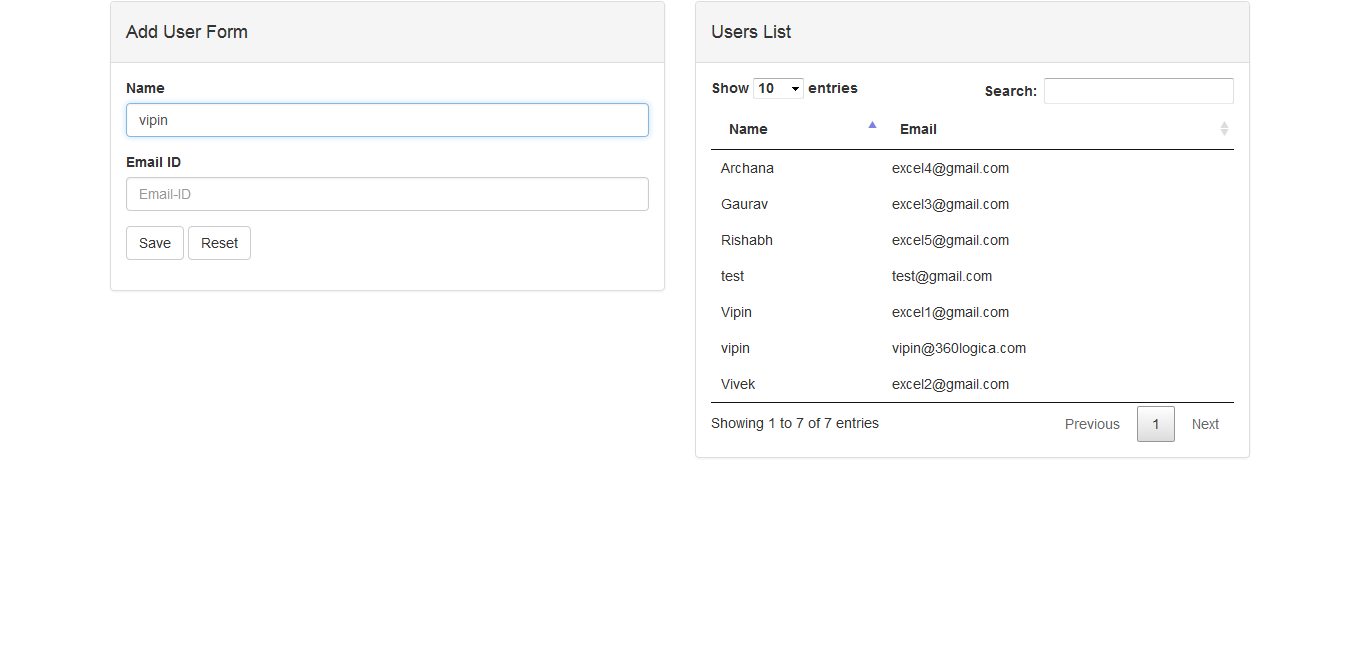 Add User Form
Name
vipin
Email ID
Email-ID
Save Reset
Users List
Show 10 entries Search:
Name Email
Archana excel4@gmail.com
Gaurav excel3@gmail.com
Rishabh excel5@gmail.com
test test@gmail.com
Vipin excel1@gmail.com
vipin vipin@360logica.com
Vivek excel2@gmail.com
Showing 1 to 7 of 7 entries Previous 1 Next